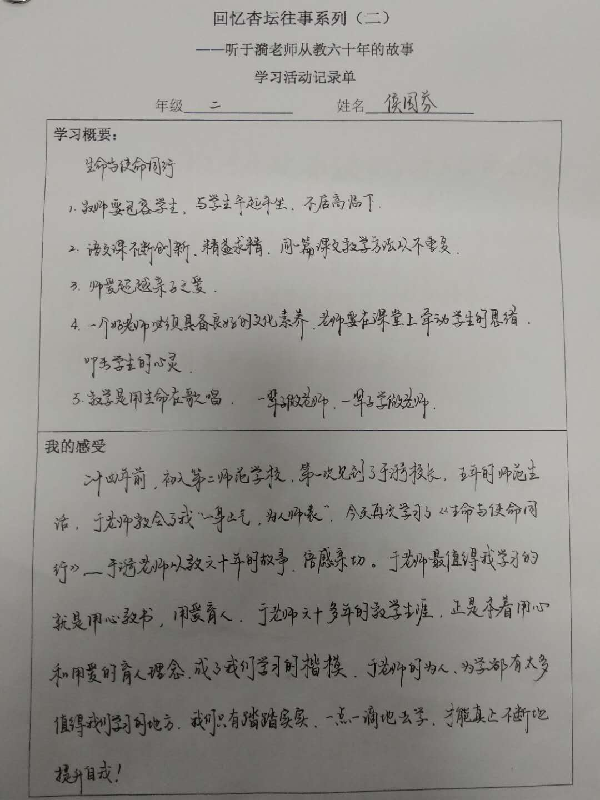 回忆杏坛往事系列（二）
——听于漪老师从教六十年的故事
学习活动记录单
年级 二 姓名 侯国芬
学习概要：
生命与使命同行
1. 教师要包容学生，与学生平起平坐，不居高临下.
2. 语文课不断创新、精益求精，同一篇课文教学方法从不重复.
3. 师爱超越亲子之爱.
4. 一个好老师必须具备良好的文化素养，老师要在课堂上牵动学生的思绪，
叩击学生的心灵.
5. 教学是用生命在歌唱. 一辈子做老师，一辈子学做老师.
我的感受
二十四年前，初入第二师范学校，第一次见到了于漪校长，五年的师范生
活，于老师教会了我“一身正气，为人师表”，今天再次学习《生命与使命同
行》—于漪老师从教六十年的故事，倍感亲切。于老师最值得我学习的
就是用心教书，用爱育人，于老师六十多年的教学生涯，正是本着用心
和用爱的育人理念，成了我们学习的楷模，于老师的为人、为学都有太多
值得我们学习的地方，我们只有踏踏实实、一点一滴地去学，才能真正不断地
提升自我！